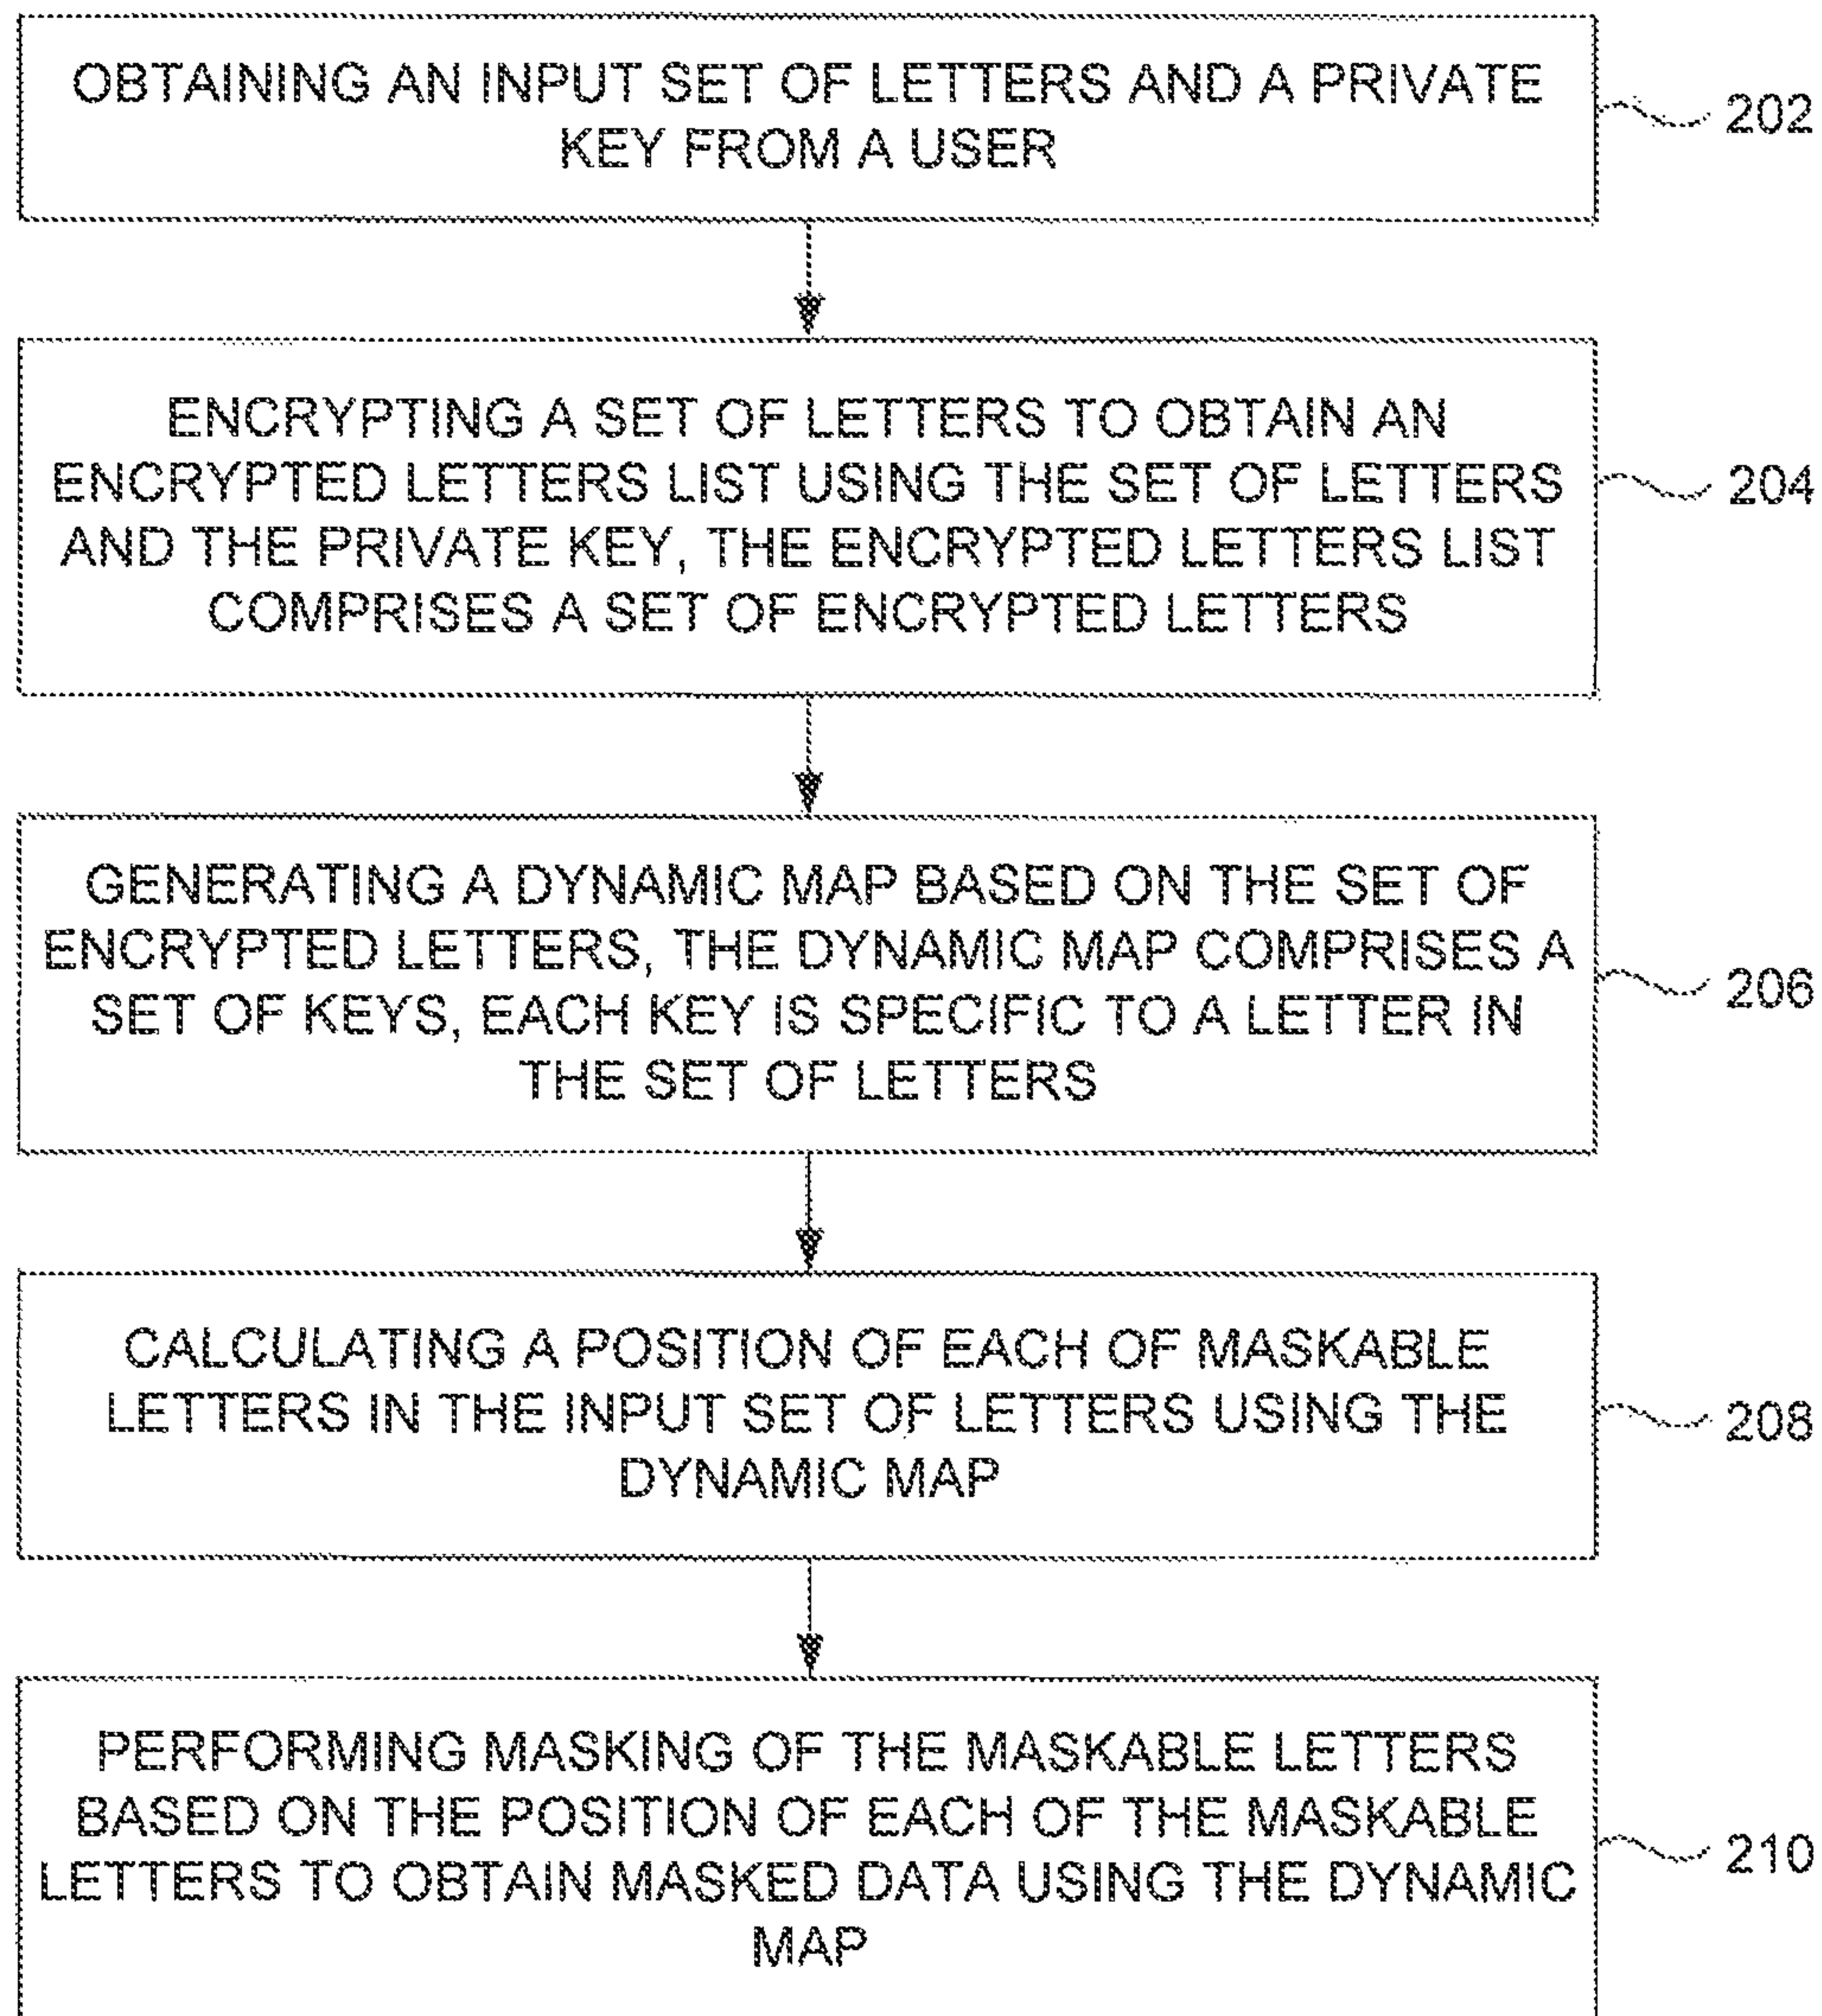 OBTAINING AN INPUT SET OF LETTERS AND A PRIVATE
KEY FROM A USER
202
ENCRYPTING A SET OF LETTERS TO OBTAIN AN
ENCRYPTED LETTERS LIST USING THE SET OF LETTERS
AND THE PRIVATE KEY, THE ENCRYPTED LETTERS LIST
COMPRISES A SET OF ENCRYPTED LETTERS
204
GENERATING A DYNAMIC MAP BASED ON THE SET OF
ENCRYPTED LETTERS, THE DYNAMIC MAP COMPRISES A
SET OF KEYS, EACH KEY IS SPECIFIC TO A LETTER IN
THE SET OF LETTERS
206
CALCULATING A POSITION OF EACH OF MASKABLE
LETTERS IN THE INPUT SET OF LETTERS USING THE
DYNAMIC MAP
208
PERFORMING MASKING OF THE MASKABLE LETTERS
BASED ON THE POSITION OF EACH OF THE MASKABLE
LETTERS TO OBTAIN MASKED DATA USING THE DYNAMIC
MAP
210